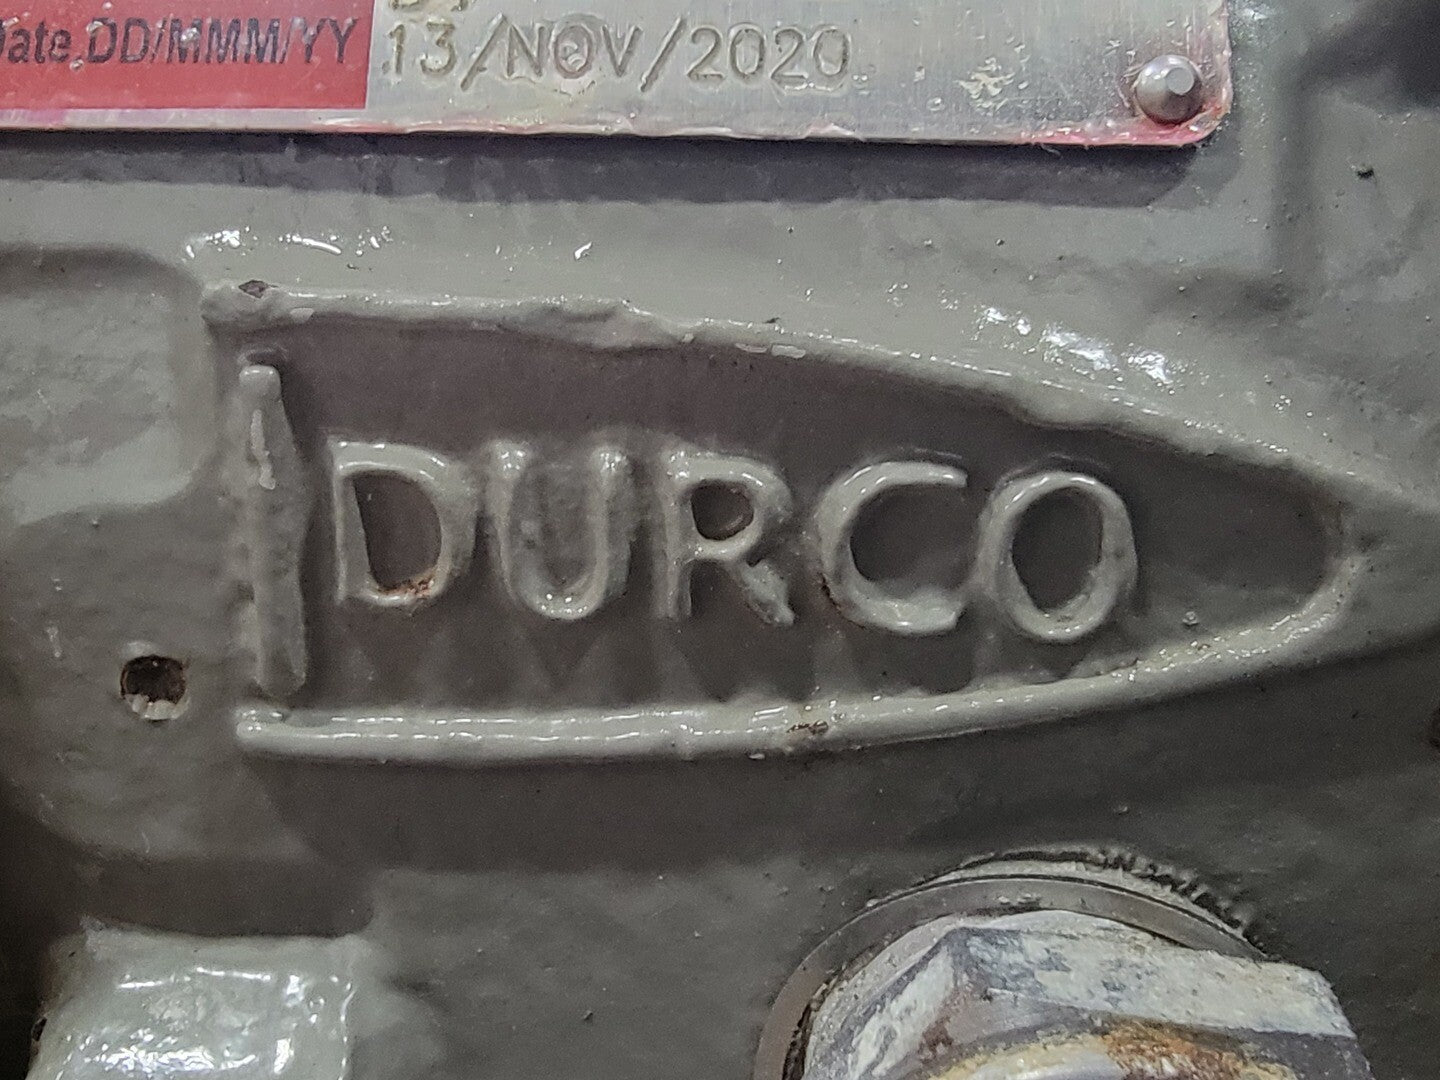 Date,DD/MMM/YY 13/NOV/2020
DURCO